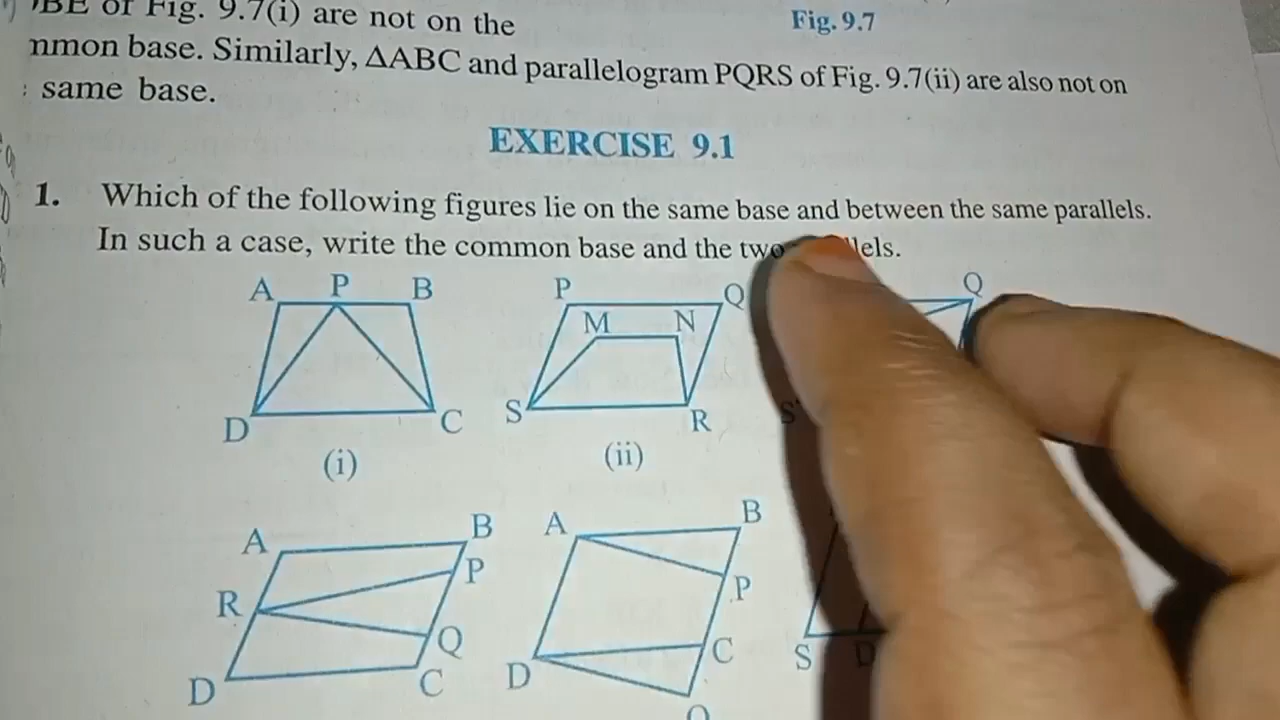 BE of Fig. 9.7(i) are not on the
Fig. 9.7
nmon base. Similarly, ΔABC and parallelogram PQRS of Fig. 9.7(ii) are also not on
same base.
EXERCISE 9.1
1. Which of the following figures lie on the same base and between the same parallels.
In such a case, write the common base and the two lels.
A P B P Q Q
M N
D C S R S
(i) (ii)
A B A B
P P
R
Q C S D
D C D
Q